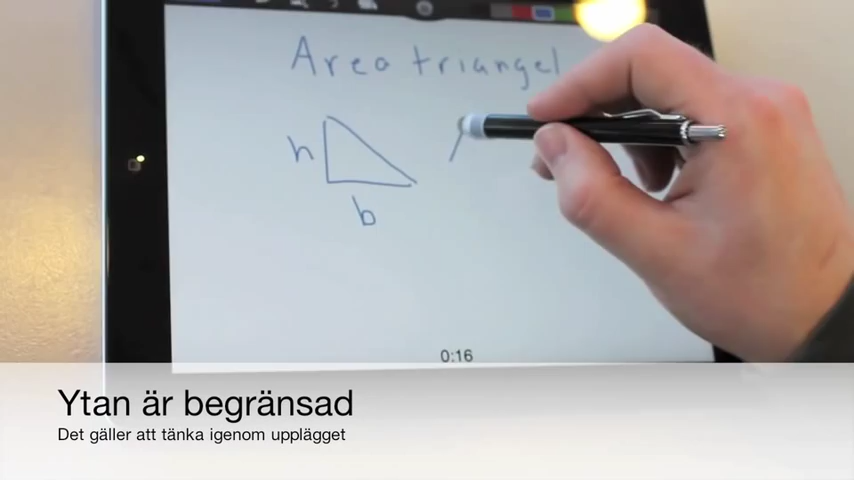 Area triangel
h
b
0:16
Ytan är begränsad
Det gäller att tänka igenom upplägget